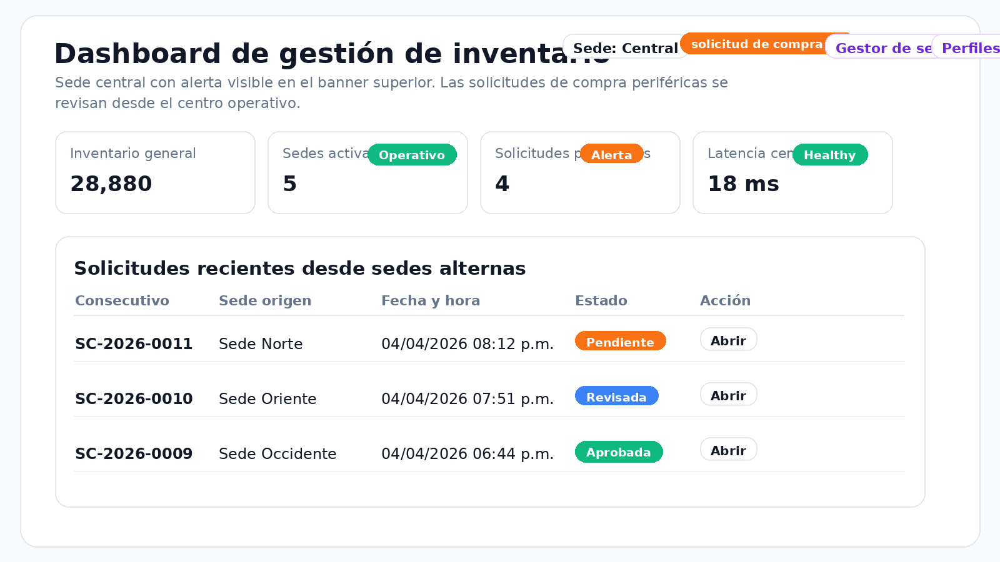 Dashboard de gestión de inventario
Sede: Central
solicitud de compra
Gestor de se
Perfiles
Sede central con alerta visible en el banner superior. Las solicitudes de compra periféricas se
revisan desde el centro operativo.
Inventario general
28,880
Sedes activa
Operativo
5
Solicitudes p
Alerta
s
4
Latencia cen
Healthy
18 ms
Solicitudes recientes desde sedes alternas
Consecutivo Sede origen Fecha y hora Estado Acción
SC-2026-0011 Sede Norte 04/04/2026 08:12 p.m. Pendiente Abrir
SC-2026-0010 Sede Oriente 04/04/2026 07:51 p.m. Revisada Abrir
SC-2026-0009 Sede Occidente 04/04/2026 06:44 p.m. Aprobada Abrir